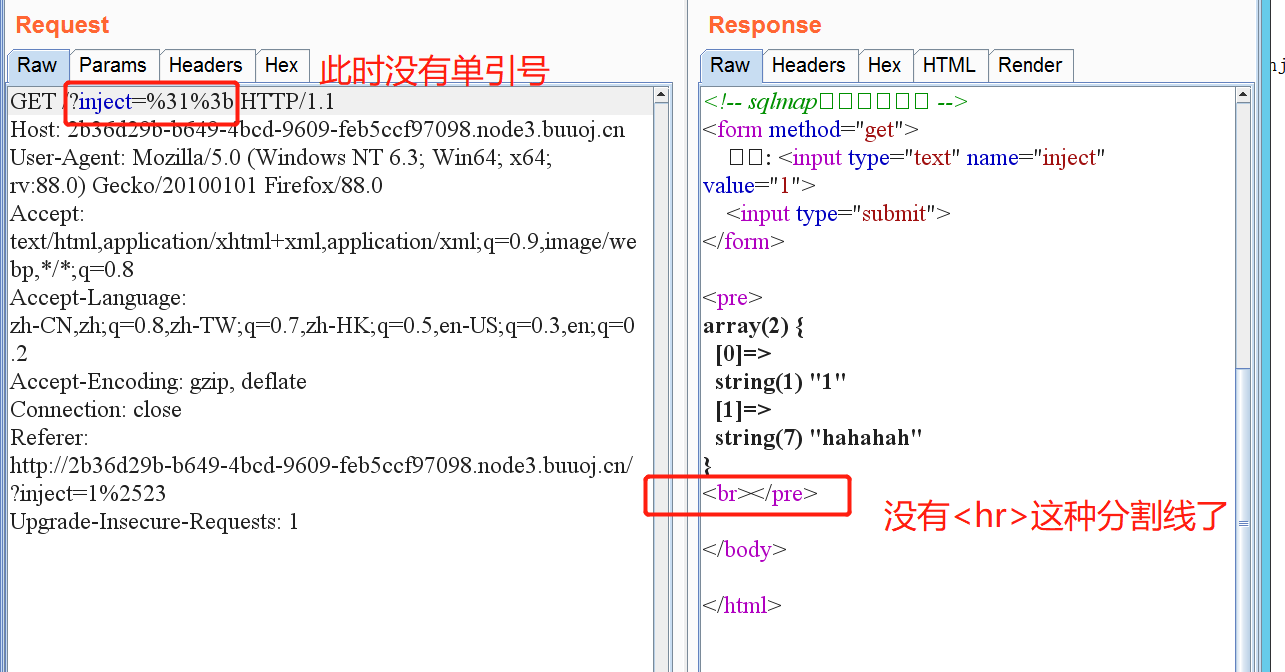 Request
Raw Params Headers Hex
此时没有单引号
GET /?inject=%31%3b HTTP/1.1
Host: 2b36d29b-b649-4bcd-9609-feb5ccf97098.node3.buuoj.cn
User-Agent: Mozilla/5.0 (Windows NT 6.3; Win64; x64;
rv:88.0) Gecko/20100101 Firefox/88.0
Accept:
text/html,application/xhtml+xml,application/xml;q=0.9,image/we
bp,*/*;q=0.8
Accept-Language:
zh-CN,zh;q=0.8,zh-TW;q=0.7,zh-HK;q=0.5,en-US;q=0.3,en;q=0
.2
Accept-Encoding: gzip, deflate
Connection: close
Referer:
http://2b36d29b-b649-4bcd-9609-feb5ccf97098.node3.buuoj.cn/
?inject=1%2523
Upgrade-Insecure-Requests: 1
Response
Raw Headers Hex HTML Render
<!-- sqlmap□□□□□□ -->
<form method="get">
□□: <input type="text" name="inject"
value="1">
<input type="submit">
</form>
<pre>
array(2) {
[0]=>
string(1) "1"
[1]=>
string(7) "hahahah"
}
<br></pre>
没有<hr>这种分割线了
</body>
</html>